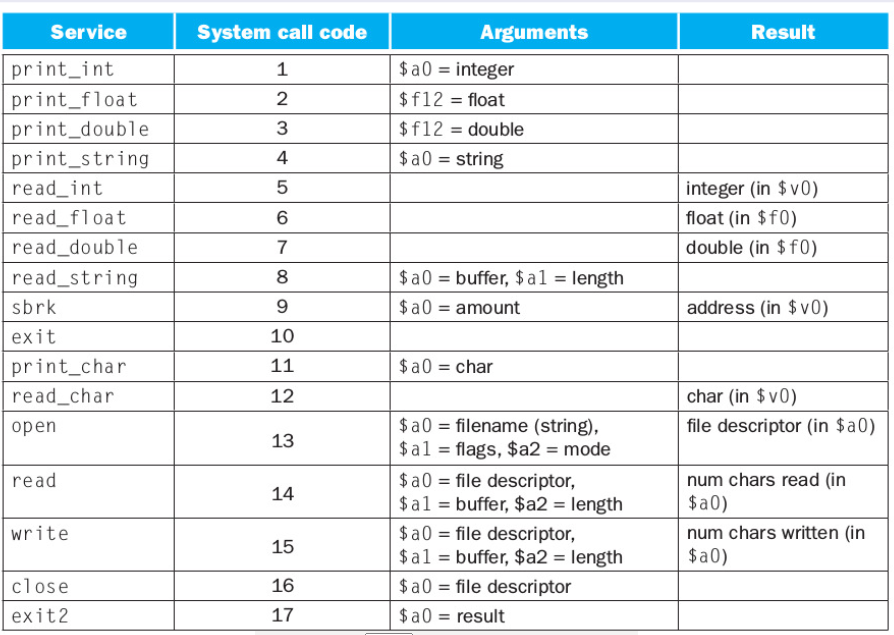 Service System call code Arguments Result
print_int 1 $a0 = integer
print_float 2 $f12 = float
print_double 3 $f12 = double
print_string 4 $a0 = string
read_int 5 integer (in $v0)
read_float 6 float (in $f0)
read_double 7 double (in $f0)
read_string 8 $a0 = buffer, $a1 = length
sbrk 9 $a0 = amount address (in $v0)
exit 10
print_char 11 $a0 = char
read_char 12 char (in $v0)
open 13 $a0 = filename (string), file descriptor (in $a0)
$a1 = flags, $a2 = mode
read 14 $a0 = file descriptor, num chars read (in
$a1 = buffer, $a2 = length $a0)
write 15 $a0 = file descriptor, num chars written (in
$a1 = buffer, $a2 = length $a0)
close 16 $a0 = file descriptor
exit2 17 $a0 = result